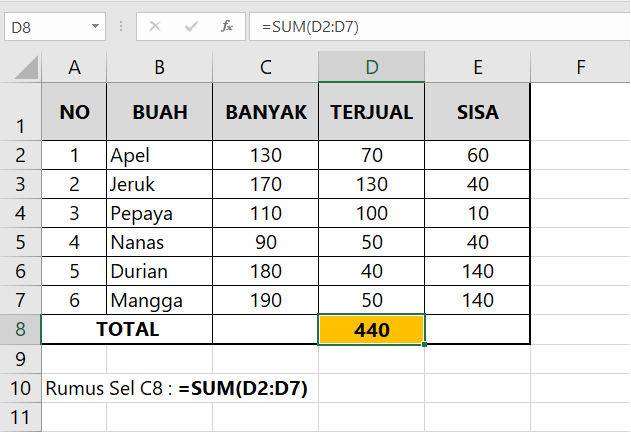 D8 fx =SUM(D2:D7)
A B C D E F
1 NO BUAH BANYAK TERJUAL SISA
2 1 Apel 130 70 60
3 2 Jeruk 170 130 40
4 3 Pepaya 110 100 10
5 4 Nanas 90 50 40
6 5 Durian 180 40 140
7 6 Mangga 190 50 140
8 TOTAL 440
9
10 Rumus Sel C8 : =SUM(D2:D7)
11